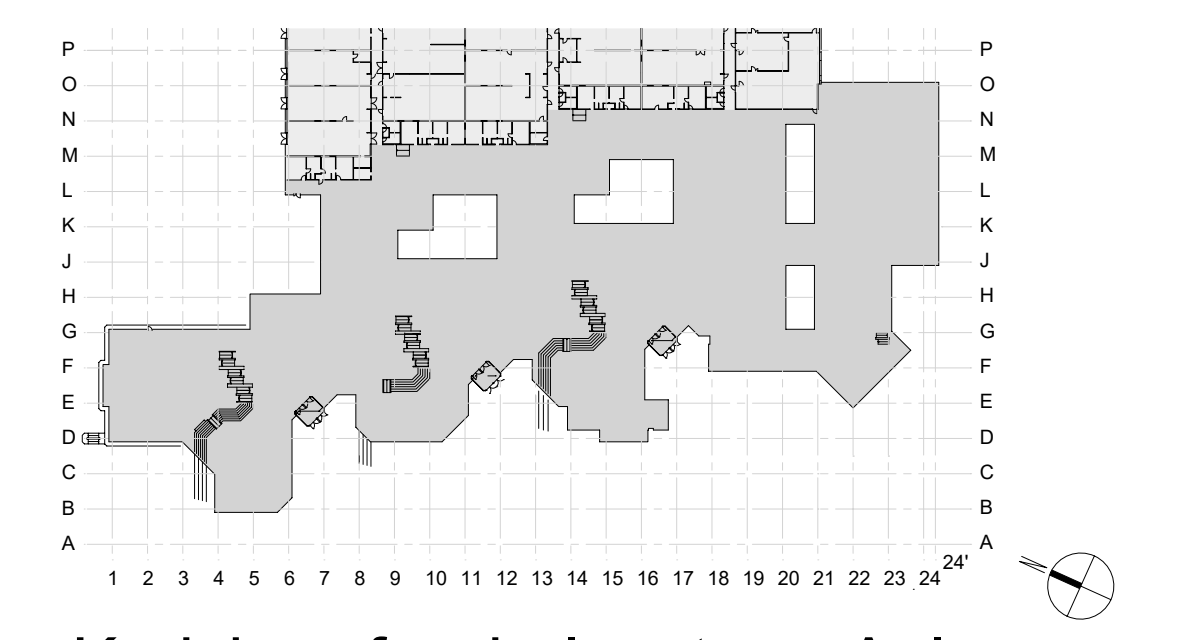 P P
O O
N N
M M
L L
K K
J J
H H
G G
F F
E E
D D
C C
B B
A A
24'
1 2 3 4 5 6 7 8 9 10 11 12 13 14 15 16 17 18 19 20 21 22 23 24
N